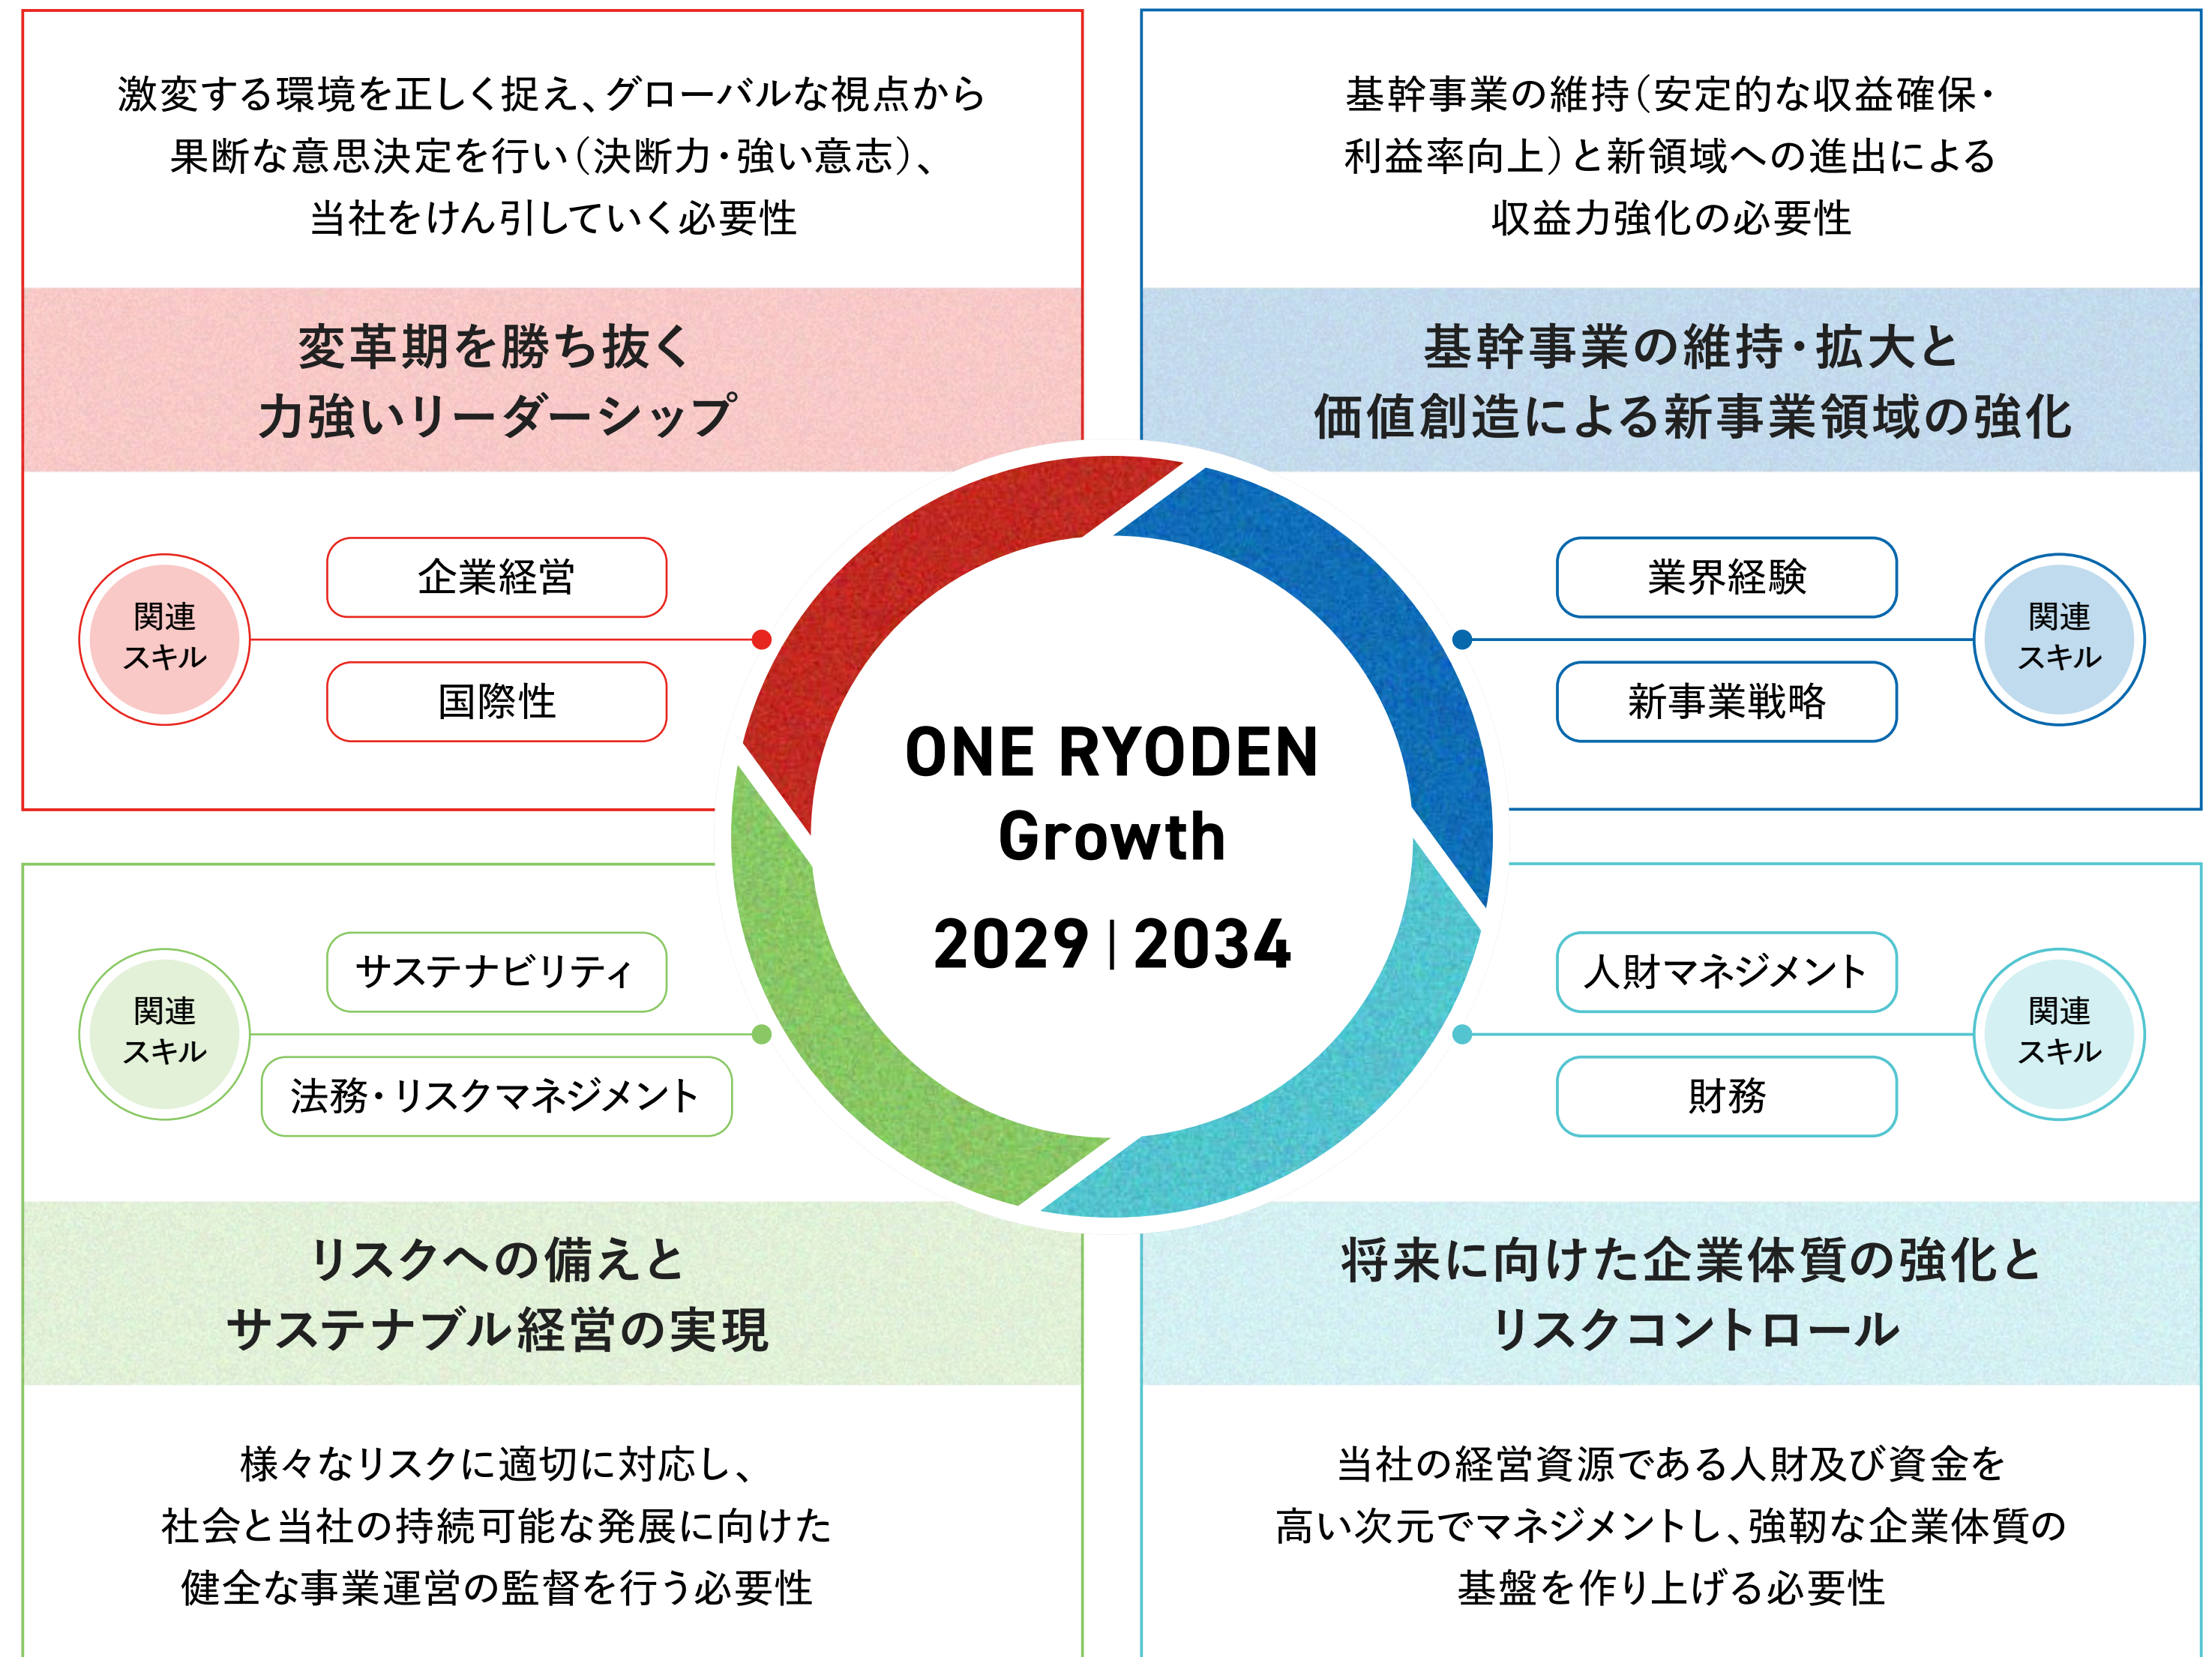 激変する環境を正しく捉え、グローバルな視点から
果断な意思決定を行い（決断力・強い意志）、
当社をけん引していく必要性
変革期を勝ち抜く
力強いリーダーシップ
関連
スキル
企業経営
国際性
基幹事業の維持（安定的な収益確保・
利益率向上）と新領域への進出による
収益力強化の必要性
基幹事業の維持・拡大と
価値創造による新事業領域の強化
業界経験
新事業戦略
関連
スキル
ONE RYODEN
Growth
2029 | 2034
関連
スキル
サステナビリティ
法務・リスクマネジメント
リスクへの備えと
サステナブル経営の実現
様々なリスクに適切に対応し、
社会と当社の持続可能な発展に向けた
健全な事業運営の監督を行う必要性
人財マネジメント
財務
関連
スキル
将来に向けた企業体質の強化と
リスクコントロール
当社の経営資源である人財及び資金を
高い次元でマネジメントし、強靭な企業体質の
基盤を作り上げる必要性